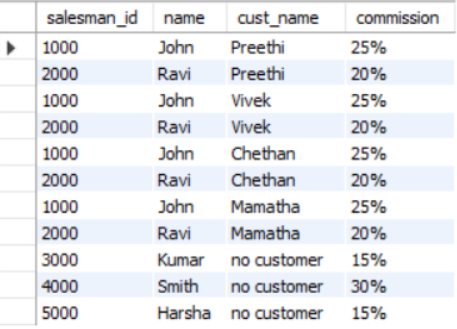 salesman_id name cust_name commission
1000 John Preethi 25%
2000 Ravi Preethi 20%
1000 John Vivek 25%
2000 Ravi Vivek 20%
1000 John Chethan 25%
2000 Ravi Chethan 20%
1000 John Mamatha 25%
2000 Ravi Mamatha 20%
3000 Kumar no customer 15%
4000 Smith no customer 30%
5000 Harsha no customer 15%